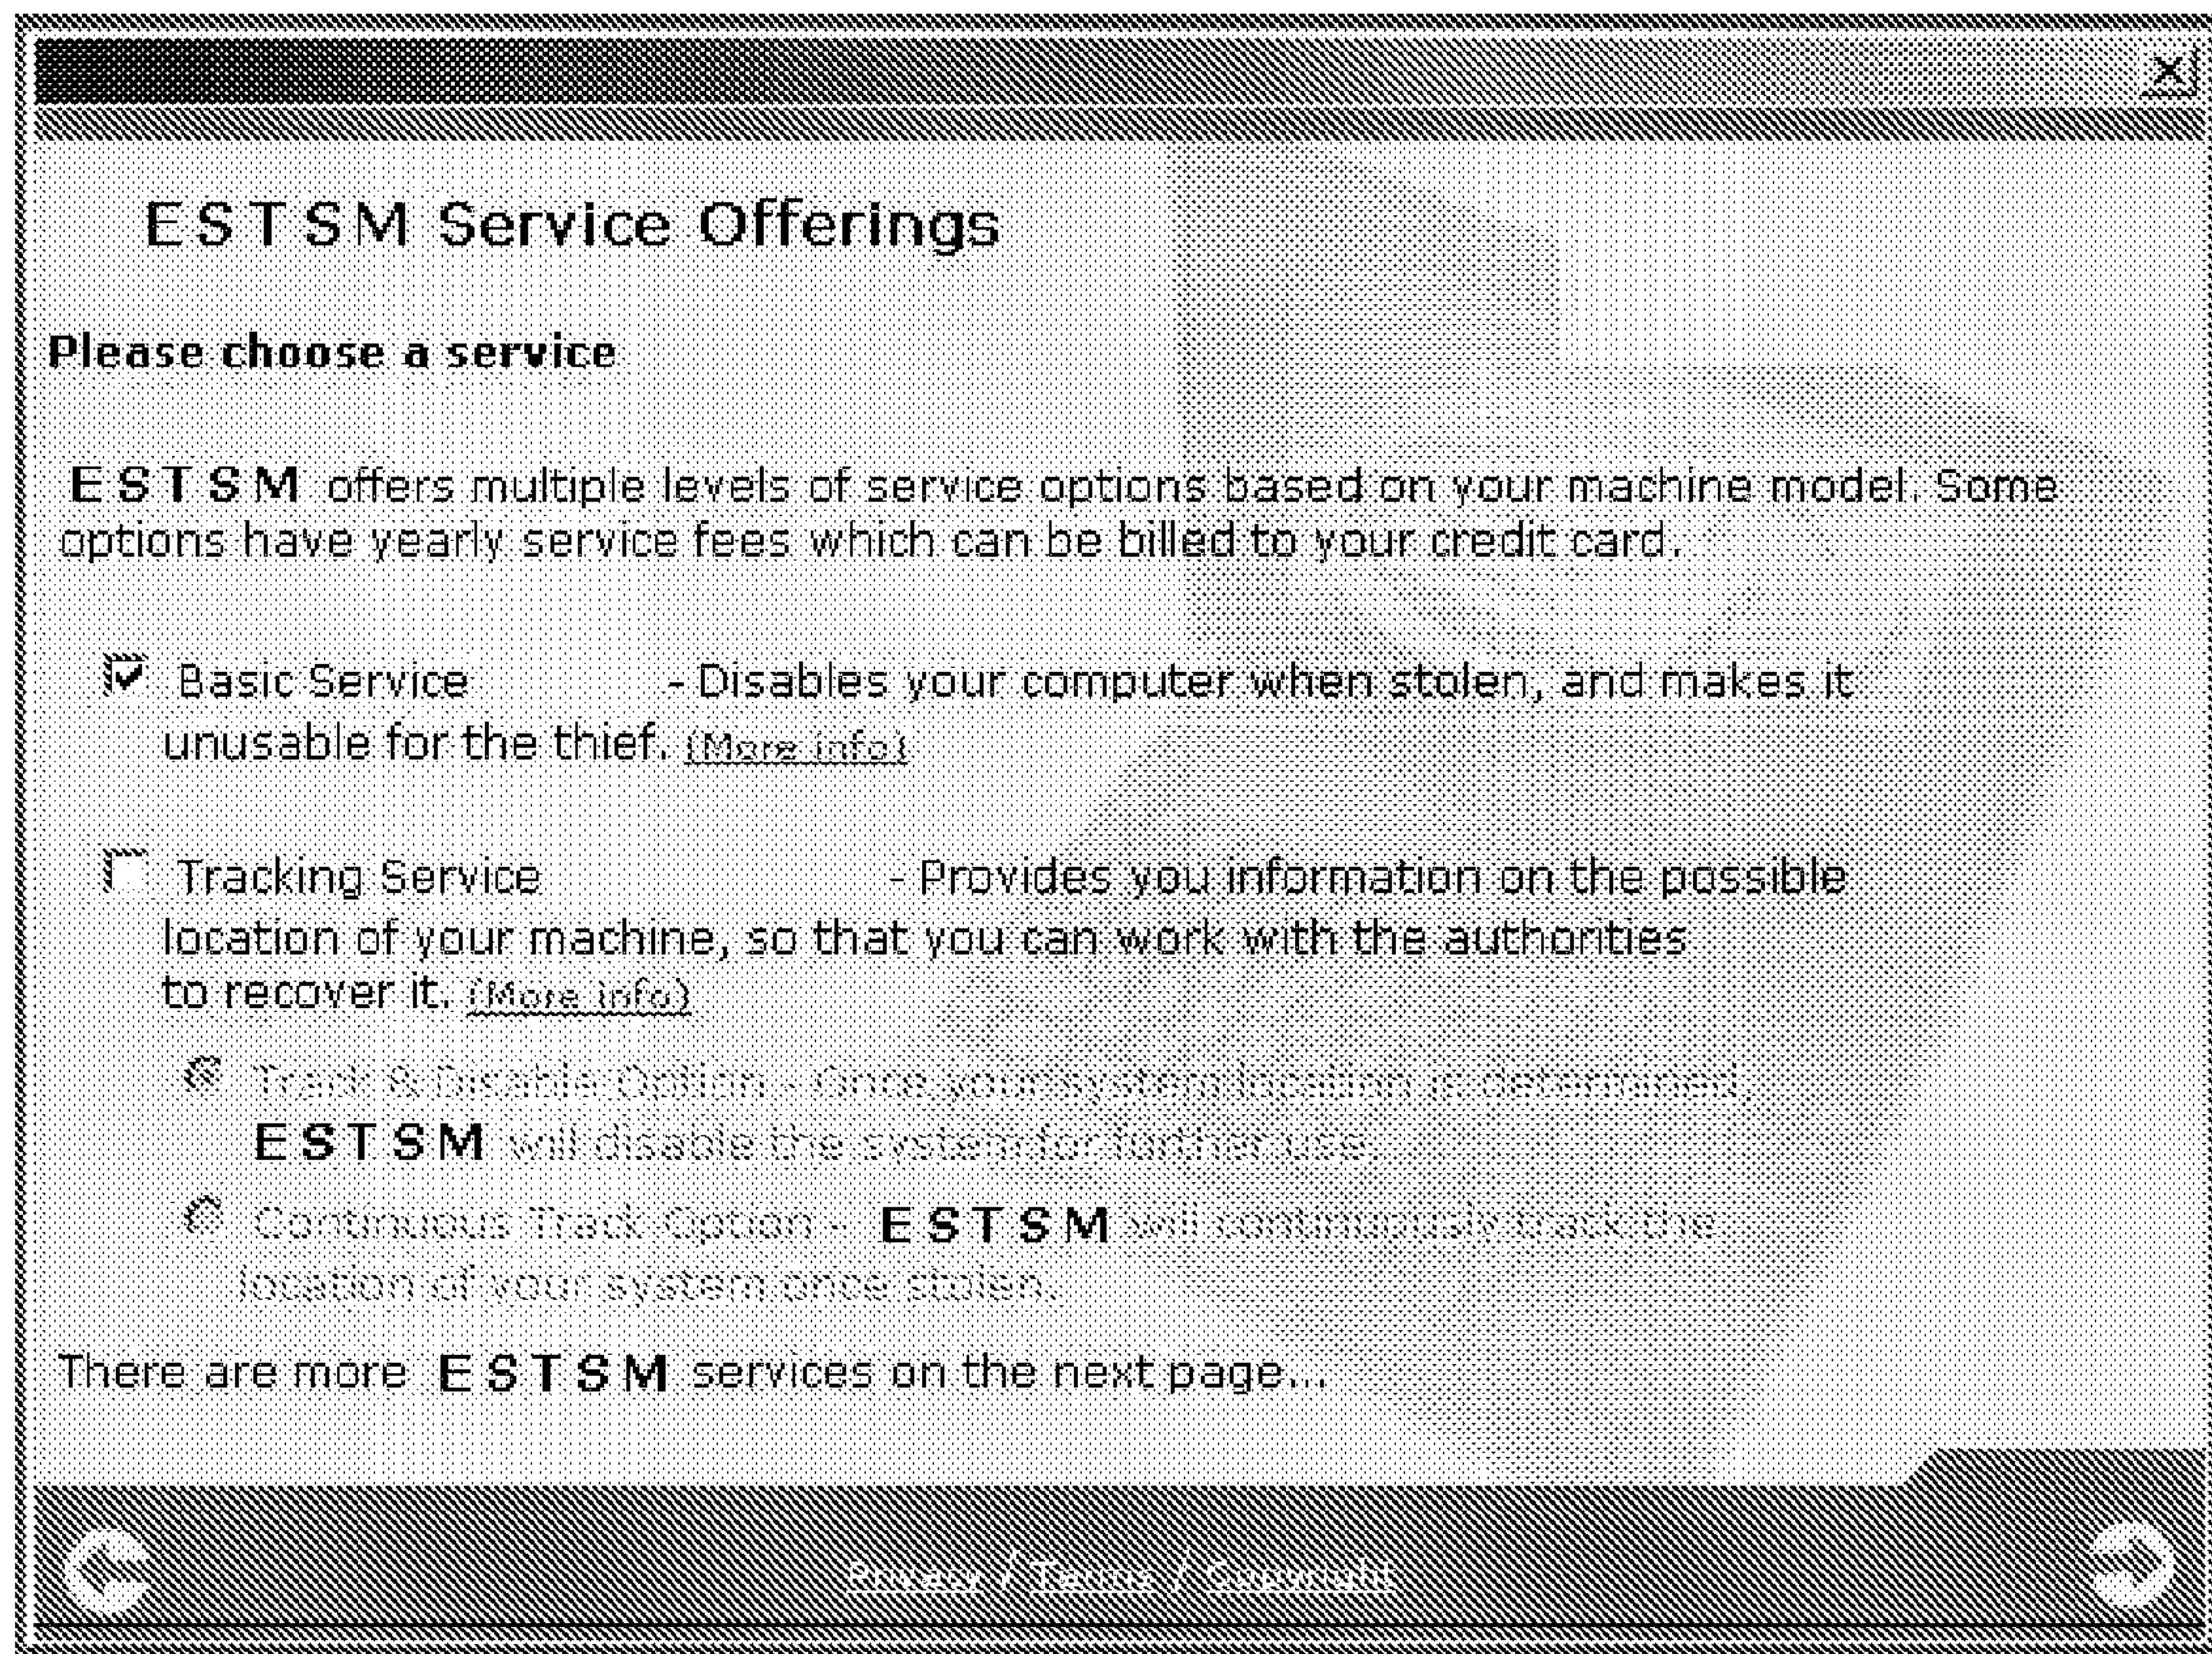 ESTSM Service Offerings
Please choose a service
ESTSM offers multiple levels of service options based on your machine model. Some
options have yearly service fees which can be billed to your credit card.
Basic Service - Disables your computer when stolen, and makes it
unusable for the thief. (More info)
Tracking Service - Provides you information on the possible
location of your machine, so that you can work with the authorities
to recover it. (More info)
Track & Disable Option - Once your system location is determined,
ESTSM will disable the system for further use.
Continuous Track Option - ESTSM will continuously track the
location of your system once stolen.
There are more ESTSM services on the next page...
Privacy / Terms / Copyright